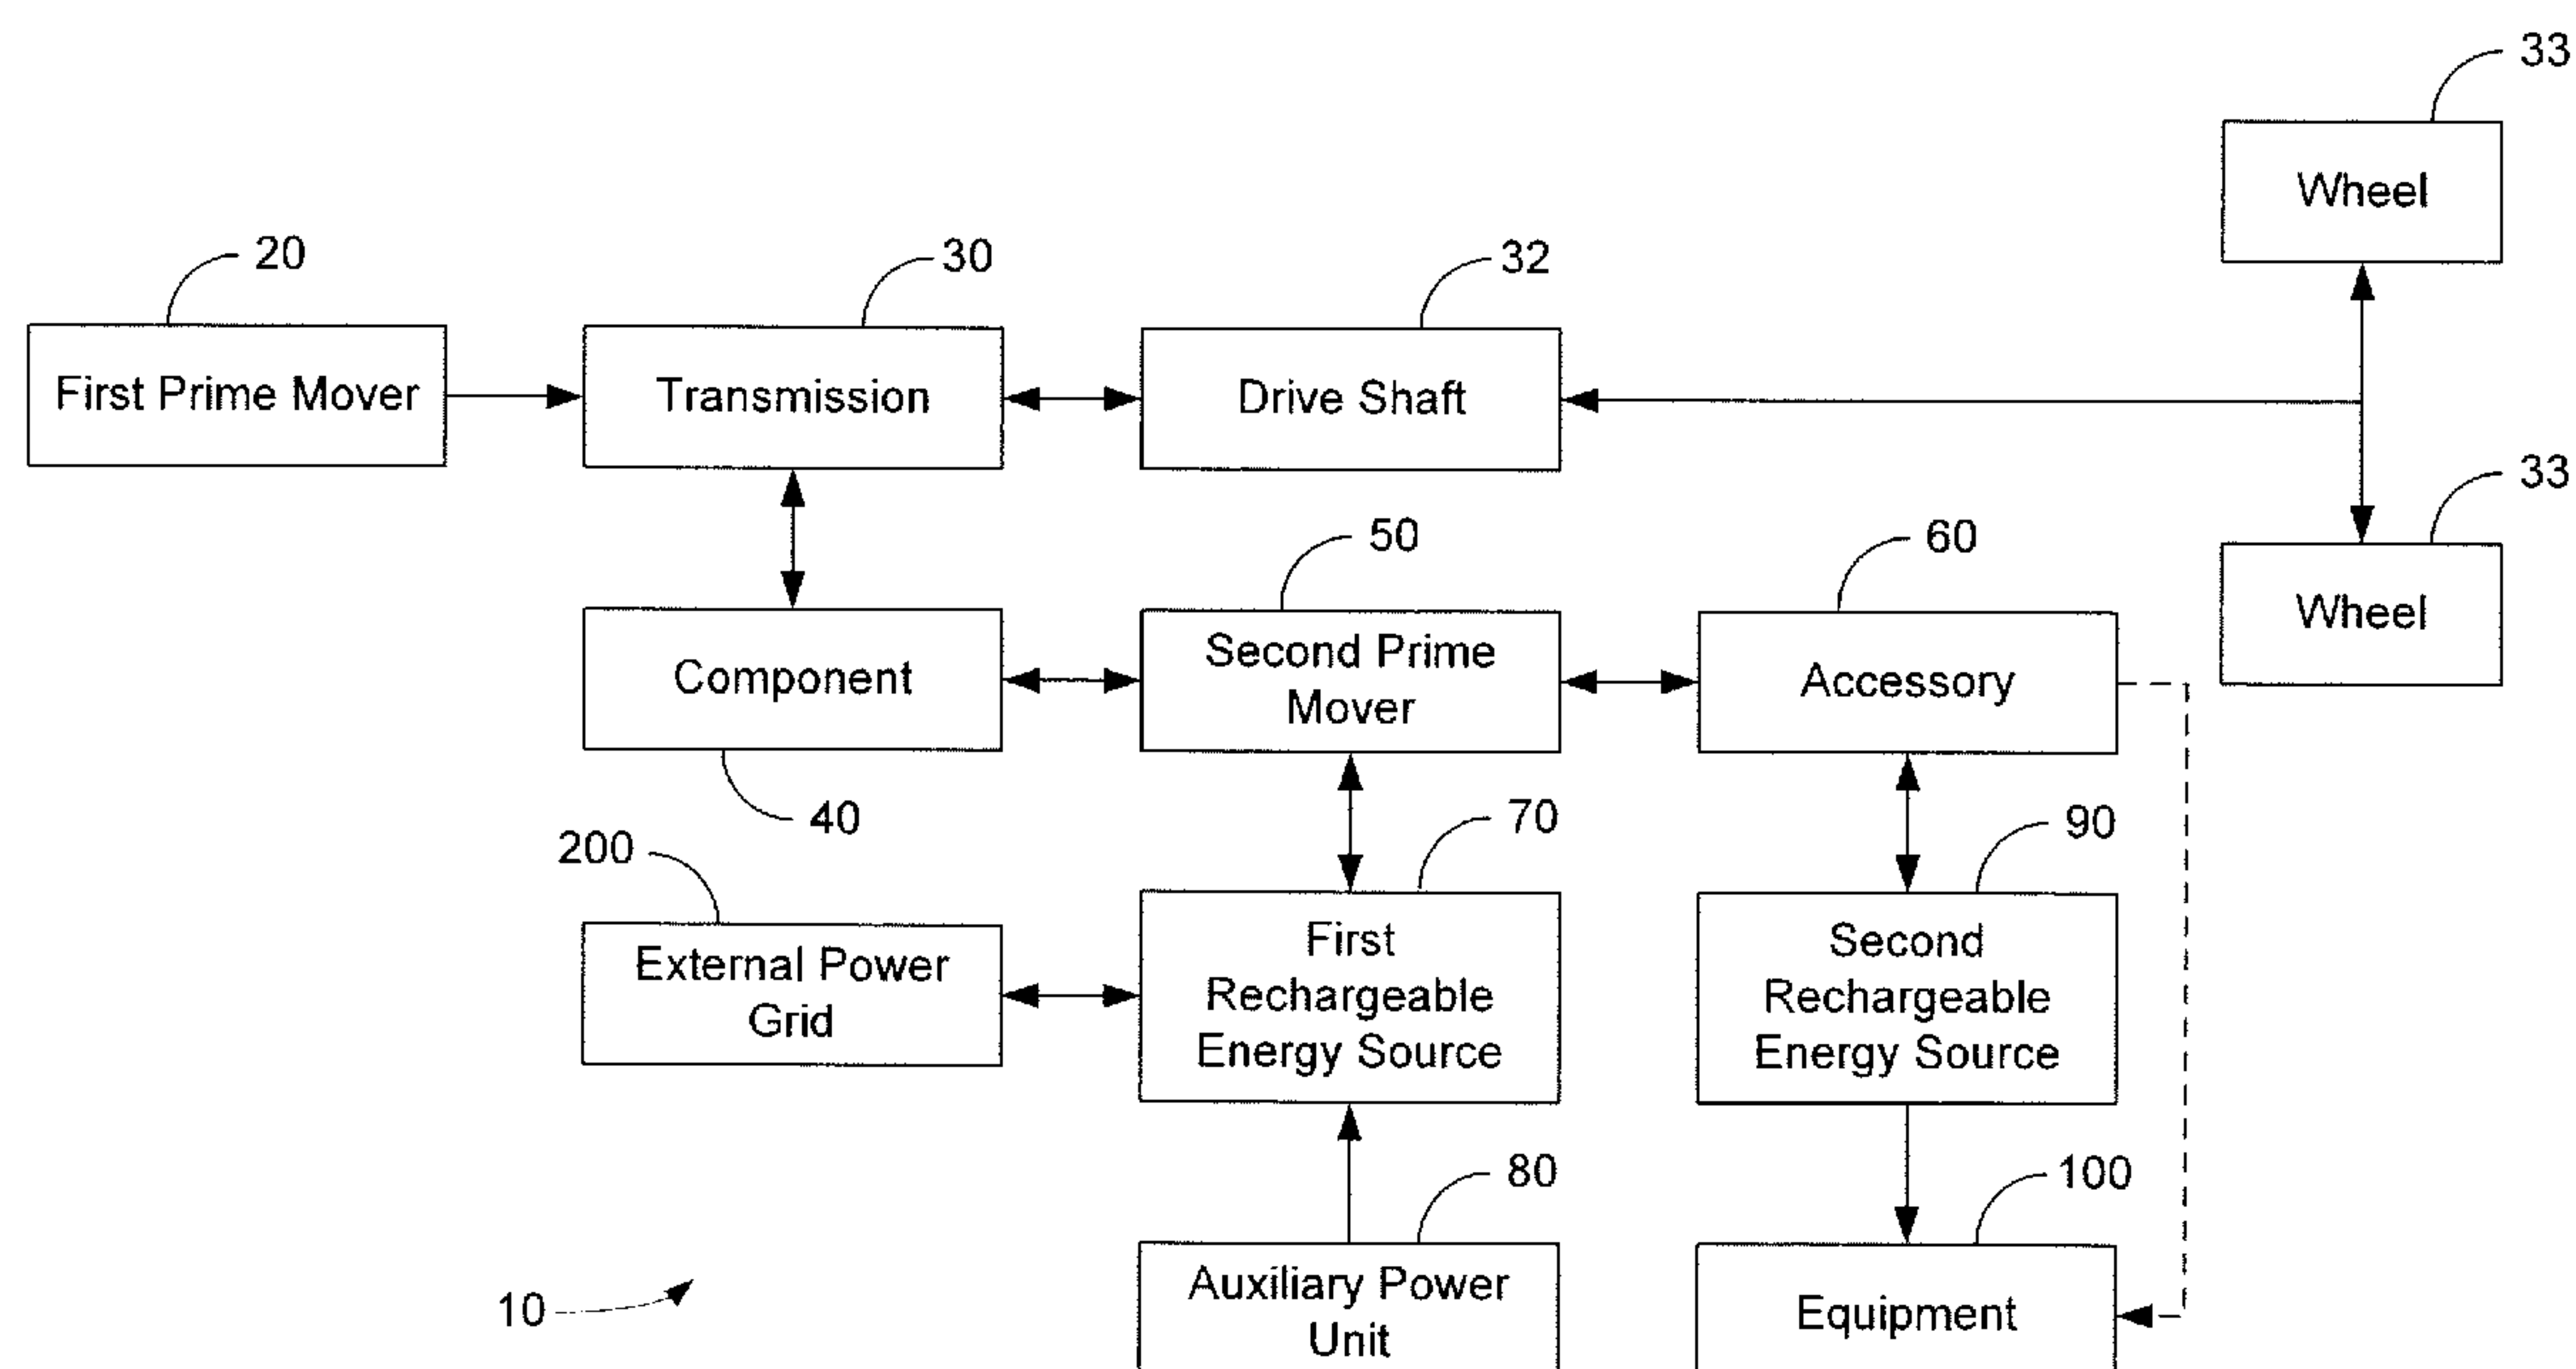 33
Wheel
20
30
32
First Prime Mover
Transmission
Drive Shaft
33
Wheel
50
60
Component
Second Prime
Mover
Accessory
40
70
90
200
External Power
Grid
First
Rechargeable
Energy Source
Second
Rechargeable
Energy Source
80
100
10
Auxiliary Power
Unit
Equipment